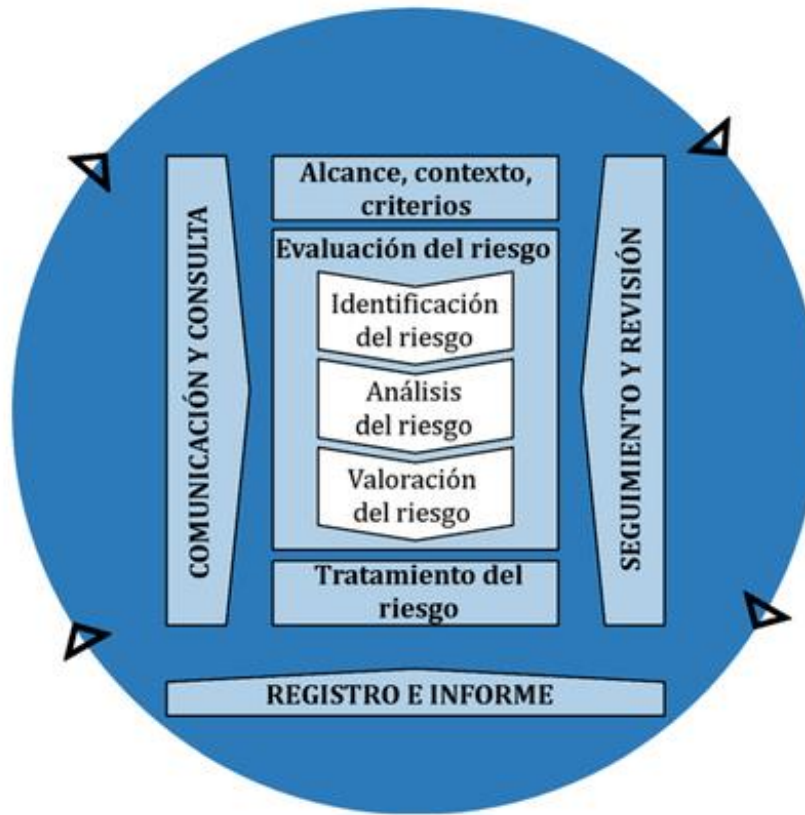 Alcance, contexto,
criterios
Evaluación del riesgo
Identificación
del riesgo
Análisis
del riesgo
Valoración
del riesgo
Tratamiento del
riesgo
COMUNICACIÓN Y CONSULTA
SEGUIMIENTO Y REVISIÓN
REGISTRO E INFORME